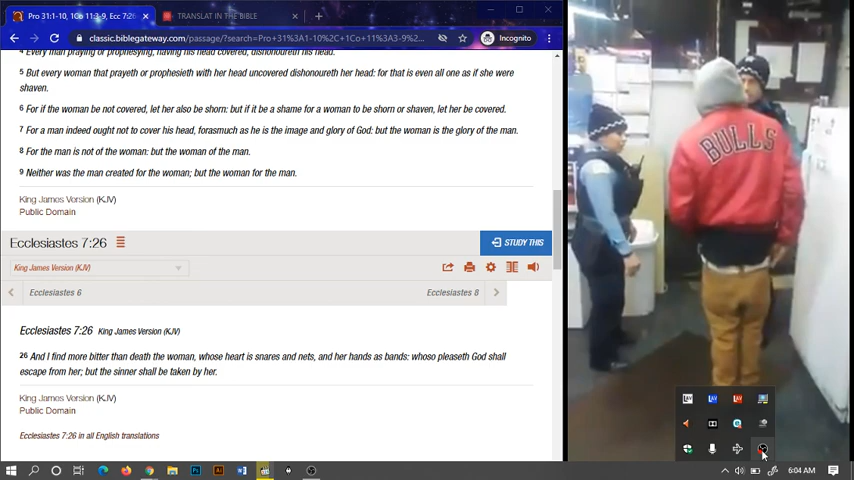 Pro 31:1-10, 1Co 11:3-9, Ecc 7:26
TRANSLAT IN THE BIBLE
classic.biblegateway.com/passage/?search=Pro+31%3A1-10%2C+1Co+11%3A3-9%2...
Incognito
4 Every man praying or prophesying, having his head covered, dishonoureth his head.
5 But every woman that prayeth or prophesieth with her head uncovered dishonoureth her head: for that is even all one as if she were
shaven.
6 For if the woman be not covered, let her also be shorn: but if it be a shame for a woman to be shorn or shaven, let her be covered.
7 For a man indeed ought not to cover his head, forasmuch as he is the image and glory of God: but the woman is the glory of the man.
8 For the man is not of the woman: but the woman of the man.
9 Neither was the man created for the woman; but the woman for the man.
King James Version (KJV)
Public Domain
Ecclesiastes 7:26
STUDY THIS
King James Version (KJV)
Ecclesiastes 6
Ecclesiastes 8
Ecclesiastes 7:26 King James Version (KJV)
26 And I find more bitter than death the woman, whose heart is snares and nets, and her hands as bands: whoso pleaseth God shall
escape from her; but the sinner shall be taken by her.
King James Version (KJV)
Public Domain
Ecclesiastes 7:26 in all English translations
BULLS
LAV
LAV
LAV
6:04 AM